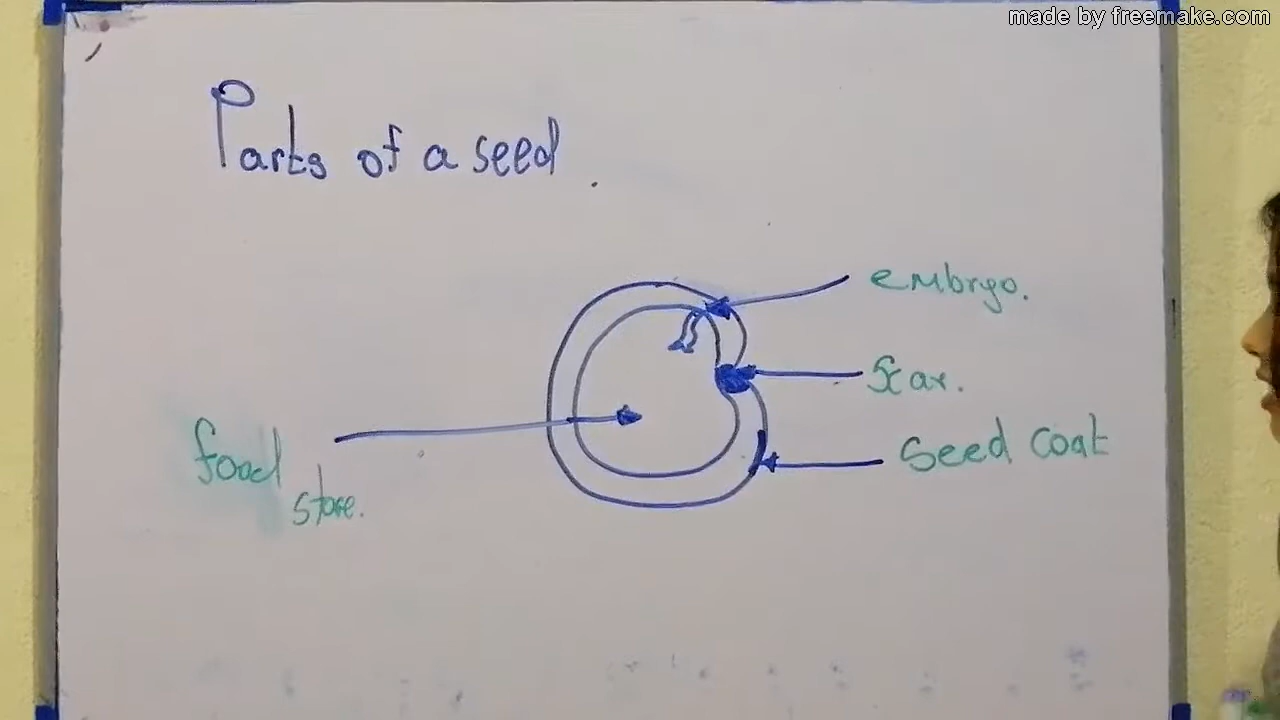 made by freemake.com
Parts of a seed.
embryo.
Scar.
food
store.
Seed coat